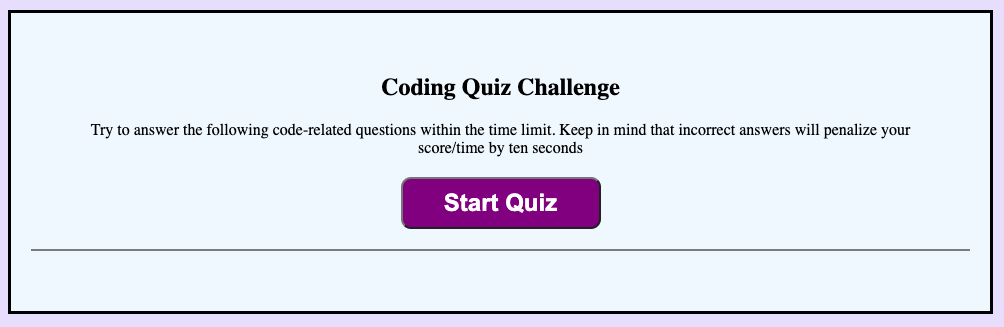 Coding Quiz Challenge
Try to answer the following code-related questions within the time limit. Keep in mind that incorrect answers will penalize your
score/time by ten seconds
Start Quiz